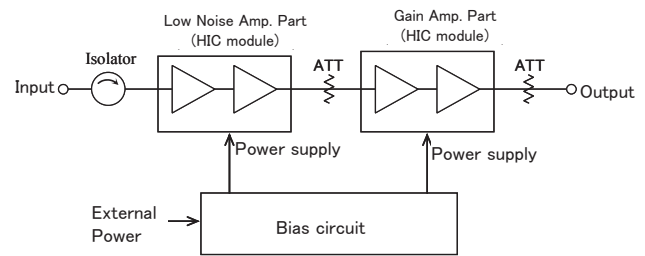 Low Noise Amp. Part
(HIC module)
Gain Amp. Part
(HIC module)
Isolator
ATT
ATT
Input
Output
Power supply
Power supply
External
Power
Bias circuit